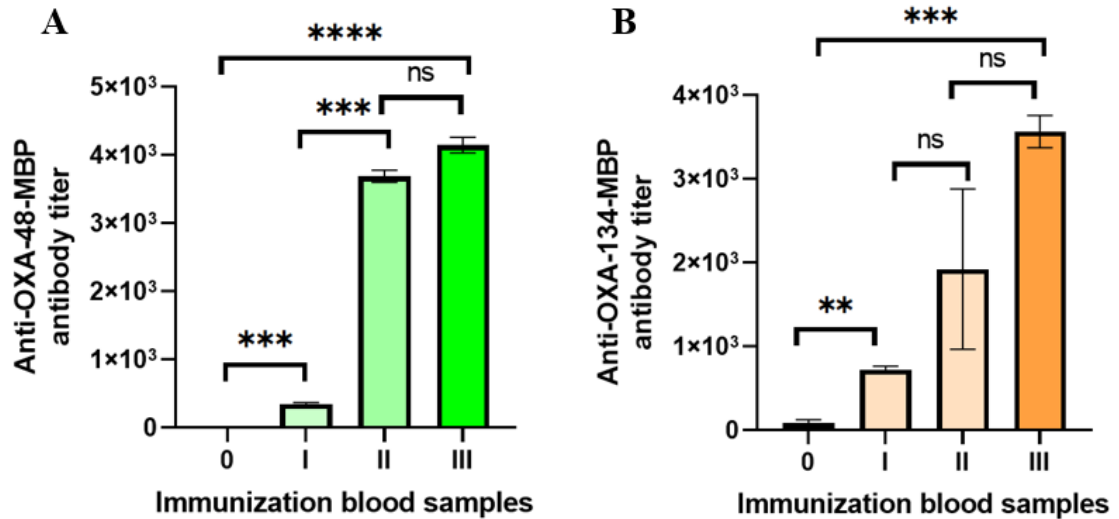 A
****
ns
***
***
5×10³
4×10³
3×10³
2×10³
1×10³
0
Anti-OXA-48-MBP
antibody titer
0 I II III
Immunization blood samples
B
***
ns
ns
**
4×10³
3×10³
2×10³
1×10³
0
Anti-OXA-134-MBP
antibody titer
0 I II III
Immunization blood samples